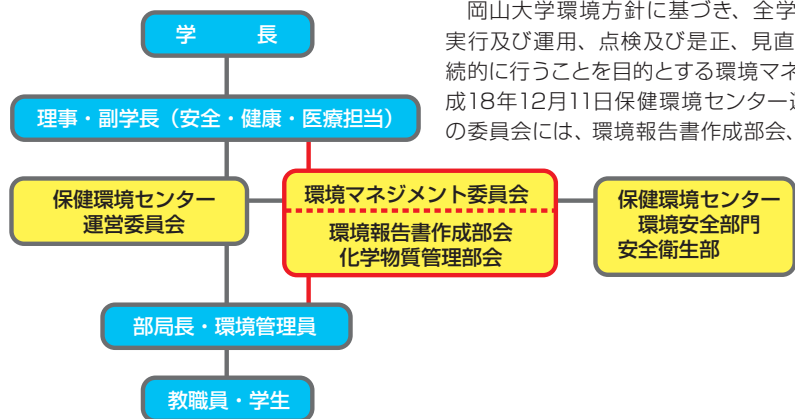 岡山大学環境方針に基づき、全学
実行及び運用、点検及び是正、見直
続的に行うことを目的とする環境マネ
成18年12月11日保健環境センター
の委員会には、環境報告書作成部会、
学　長
理事・副学長（安全・健康・医療担当）
保健環境センター
運営委員会
環境マネジメント委員会
環境報告書作成部会
化学物質管理部会
保健環境センター
環境安全部門
安全衛生部
部局長・環境管理員
教職員・学生